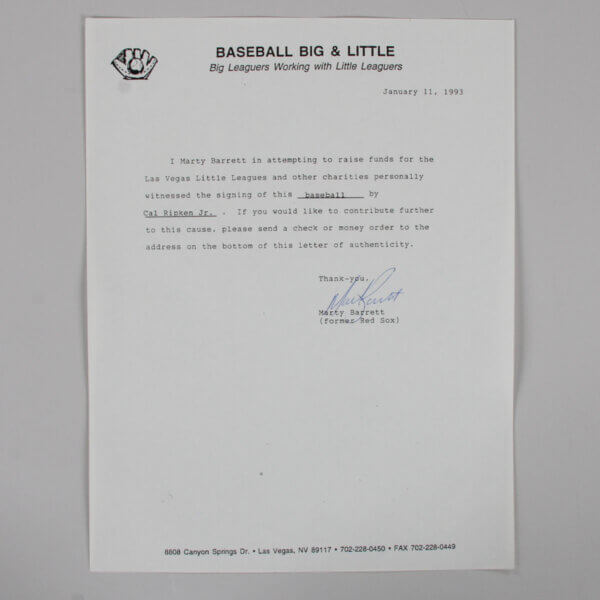 BASEBALL BIG & LITTLE
Big Leaguers Working with Little Leaguers
January 11, 1993
I Marty Barrett in attempting to raise funds for the
Las Vegas Little Leagues and other charities personally
witnessed the signing of this baseball by
Cal Ripken Jr. . If you would like to contribute further
to this cause, please send a check or money order to the
address on the bottom of this letter of authenticity.
Thank-you,
Marty Barrett
Marty Barrett
(former Red Sox)
8808 Canyon Springs Dr. • Las Vegas, NV 89117 • 702-228-0450 • FAX 702-228-0449